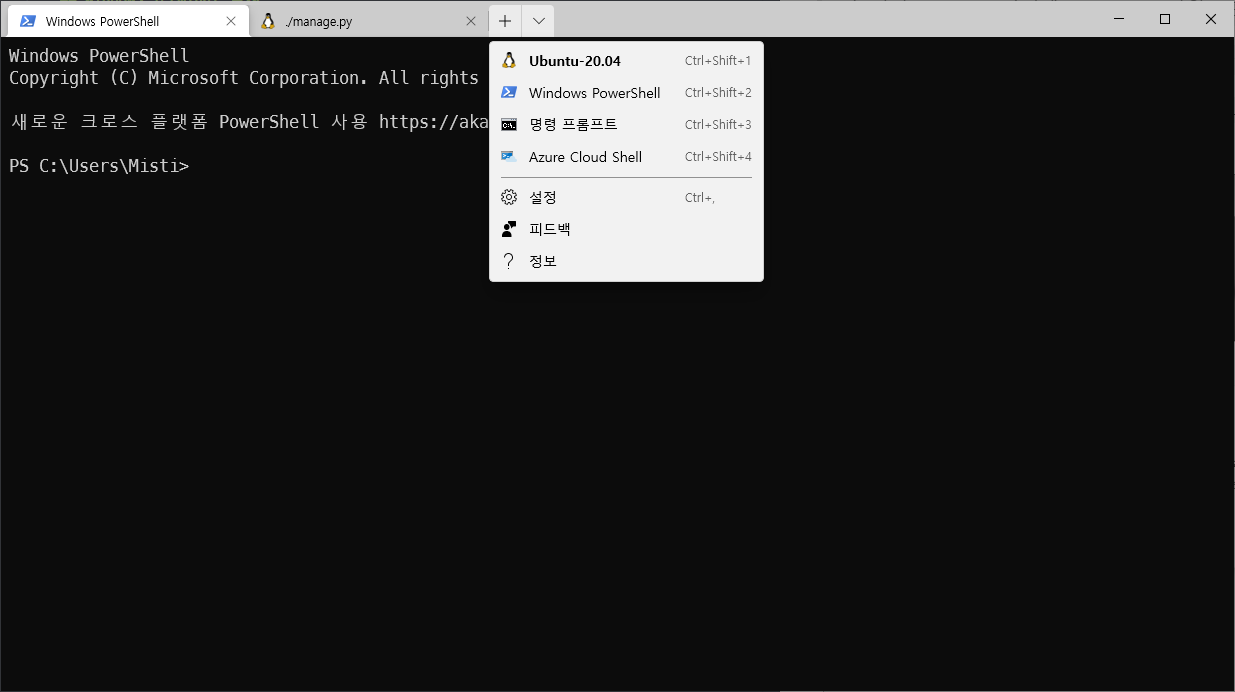 Windows PowerShell
./manage.py
Windows PowerShell
Copyright (C) Microsoft Corporation. All rights
새로운 크로스 플랫폼 PowerShell 사용 https://aka
PS C:\Users\Misti>
Ubuntu-20.04 Ctrl+Shift+1
Windows PowerShell Ctrl+Shift+2
명령 프롬프트 Ctrl+Shift+3
Azure Cloud Shell Ctrl+Shift+4
설정 Ctrl+,
피드백
정보